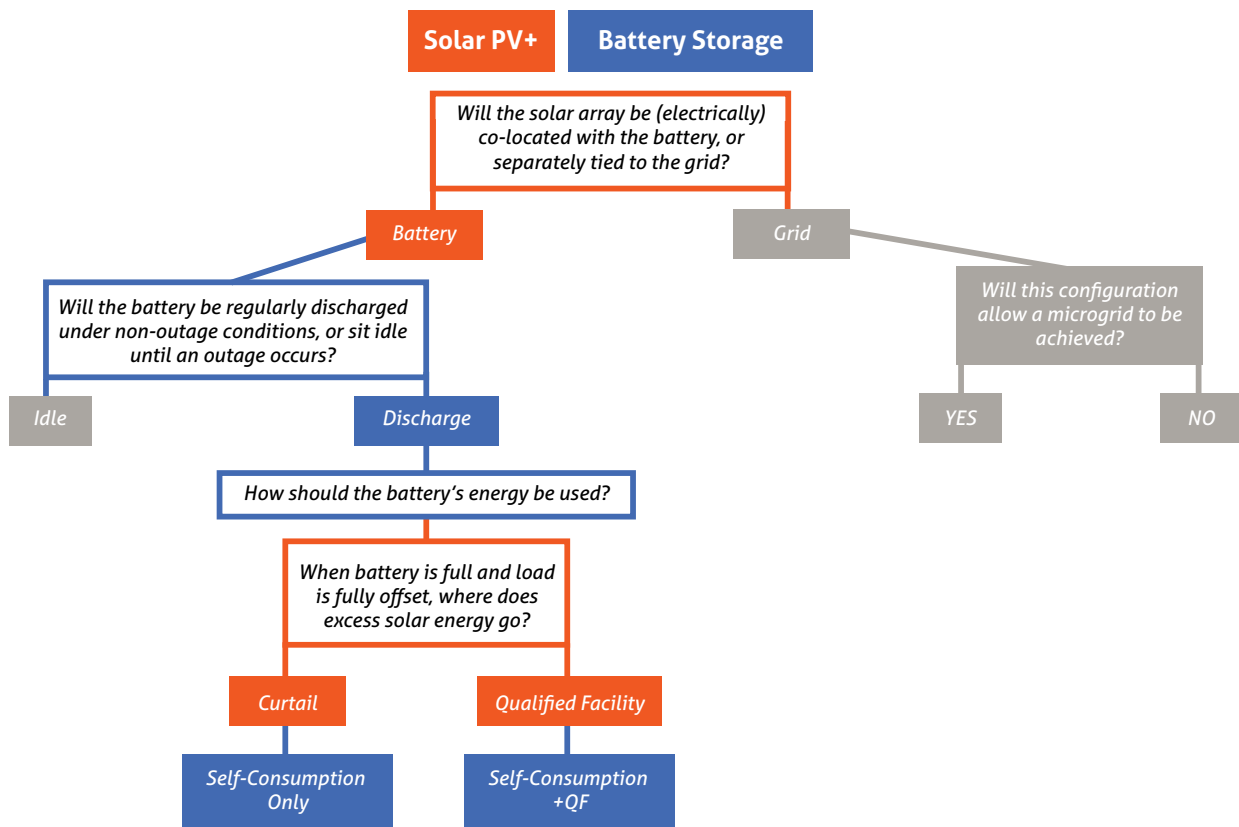 Solar PV+
Battery Storage
Will the solar array be (electrically)
co-located with the battery, or
separately tied to the grid?
Battery
Grid
Will the battery be regularly discharged
under non-outage conditions, or sit idle
until an outage occurs?
Will this configuration
allow a microgrid to be
achieved?
Idle
Discharge
YES
NO
How should the battery's energy be used?
When battery is full and load
is fully offset, where does
excess solar energy go?
Curtail
Qualified Facility
Self-Consumption
Only
Self-Consumption
+QF